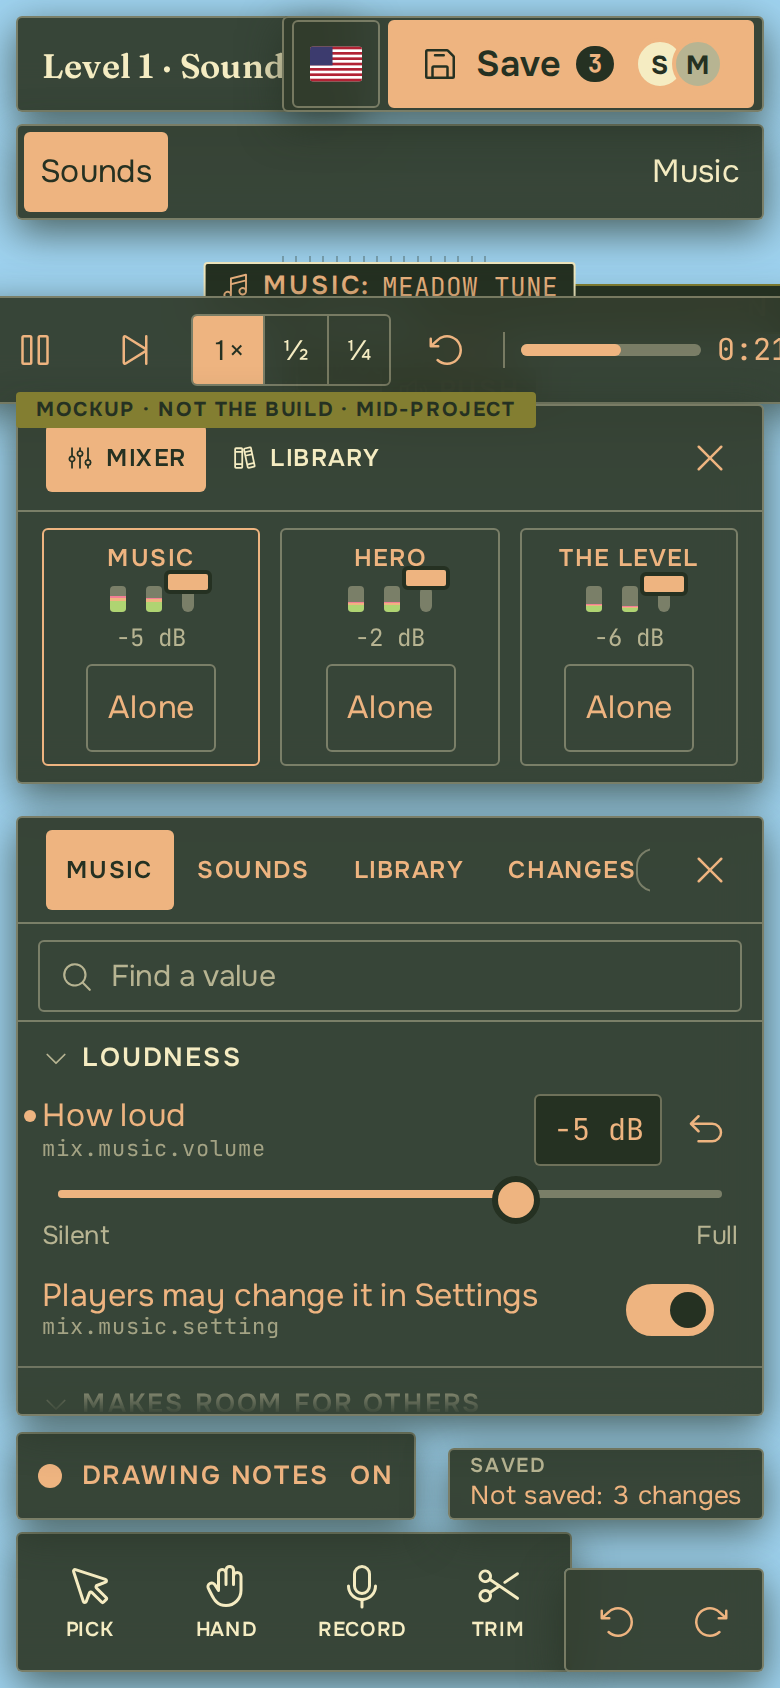 Level 1 · Sound
Save 3 S M
Sounds Music
MUSIC: MEADOW TUNE
1× ½ ¼ 0:21
MOCKUP · NOT THE BUILD · MID-PROJECT
MIXER LIBRARY
MUSIC HERO THE LEVEL
-5 dB -2 dB -6 dB
Alone Alone Alone
MUSIC SOUNDS LIBRARY CHANGES
Find a value
LOUDNESS
How loud -5 dB
mix.music.volume
Silent Full
Players may change it in Settings
mix.music.setting
MAKES ROOM FOR OTHERS
DRAWING NOTES ON
SAVED
Not saved: 3 changes
PICK HAND RECORD TRIM